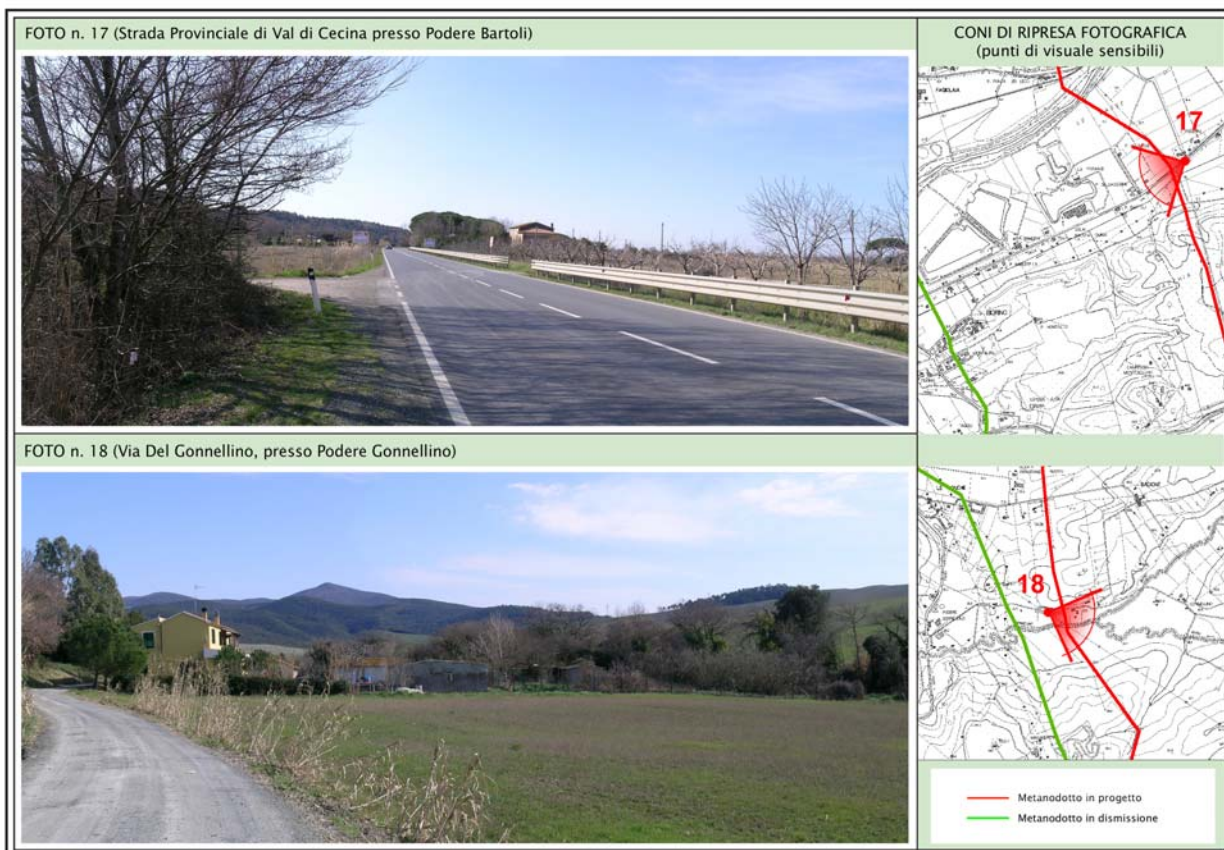 FOTO n. 17 (Strada Provinciale di Val di Cecina presso Podere Bartoli)
CONI DI RIPRESA FOTOGRAFICA
(punti di visuale sensibili)
17
FOTO n. 18 (Via Del Gonnellino, presso Podere Gonnellino)
18
Metanodotto in progetto
Metanodotto in dismissione